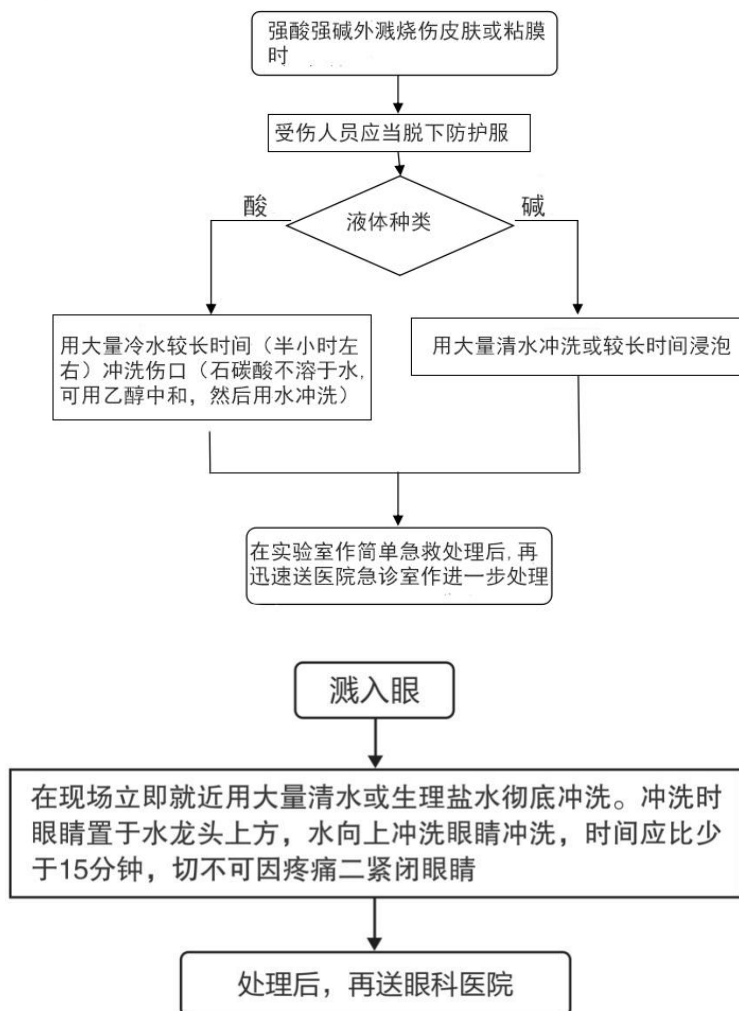 强酸强碱外溅烧伤皮肤或粘膜
时
受伤人员应当脱下防护服
酸
液体种类
碱
用大量冷水较长时间（半小时左
右）冲洗伤口（石碳酸不溶于水,
可用乙醇中和，然后用水冲洗）
用大量清水冲洗或较长时间浸泡
在实验室作简单急救处理后, 再
迅速送医院急诊室作进一步处理
溅入眼
在现场立即就近用大量清水或生理盐水彻底冲洗。冲洗时
眼睛置于水龙头上方，水向上冲洗眼睛冲洗，时间应比少
于15分钟，切不可因疼痛二紧闭眼睛
处理后，再送眼科医院